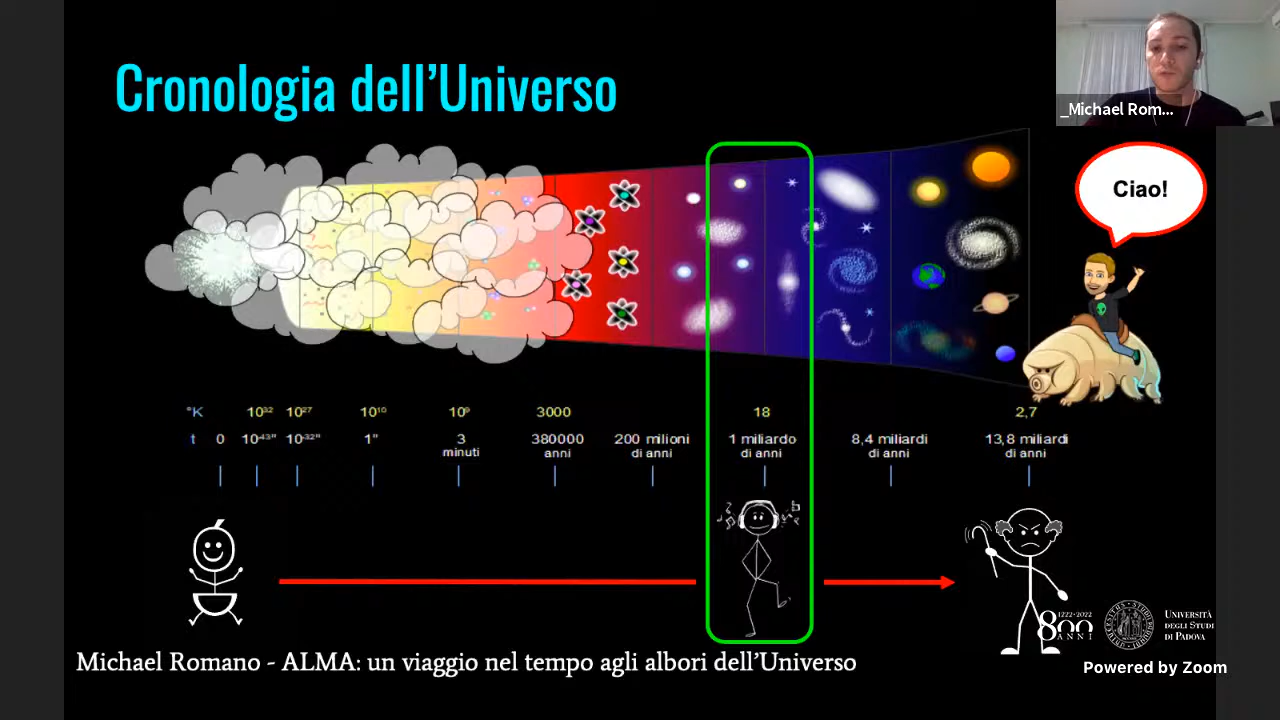 Cronologia dell'Universo
_Michael Rom...
Ciao!
°K 10³² 10²⁷ 10¹⁰ 10⁹ 3000 18 2,7
t 0 10⁻⁴³" 10⁻³²" 1" 3 minuti 380000 anni 200 milioni di anni 1 miliardo di anni 8,4 miliardi di anni 13,8 miliardi di anni
1222·2022
800
ANNI
UNIVERSITÀ
DEGLI STUDI
DI PADOVA
Michael Romano - ALMA: un viaggio nel tempo agli albori dell'Universo
Powered by Zoom